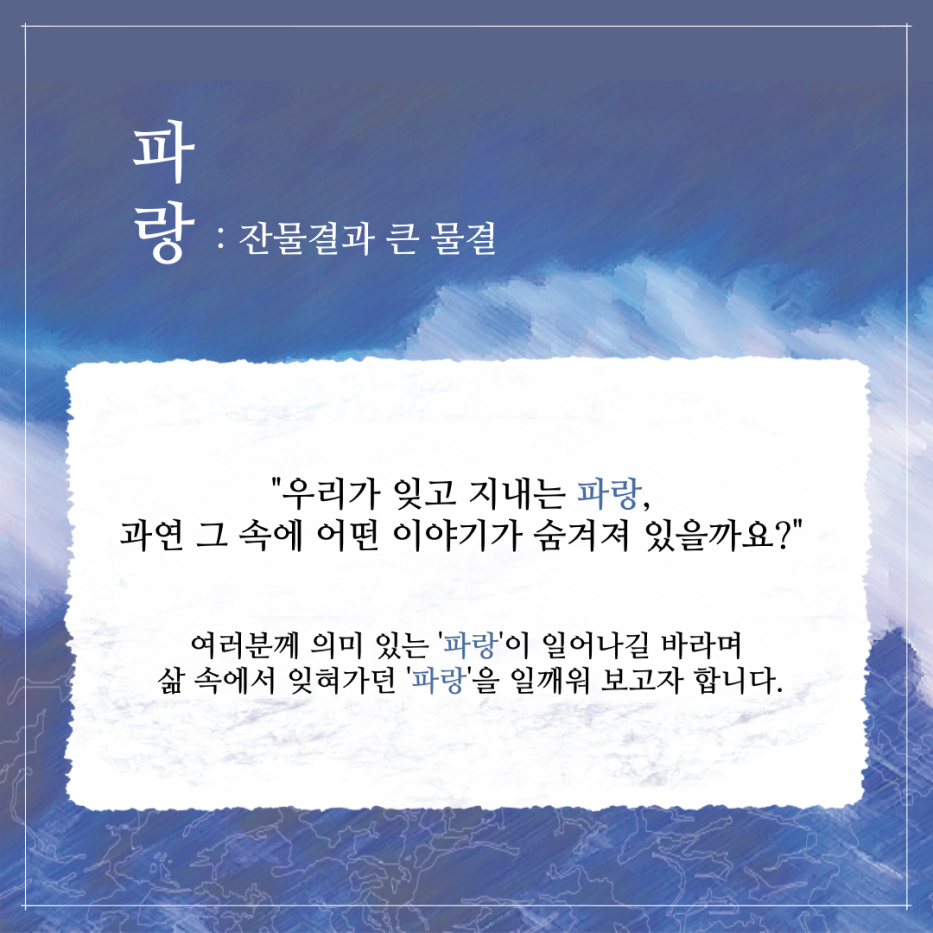 파
랑 : 잔물결과 큰 물결
"우리가 잊고 지내는 파랑,
과연 그 속에 어떤 이야기가 숨겨져 있을까요?"
여러분께 의미 있는 '파랑'이 일어나길 바라며
삶 속에서 잊혀가던 '파랑'을 일깨워 보고자 합니다.